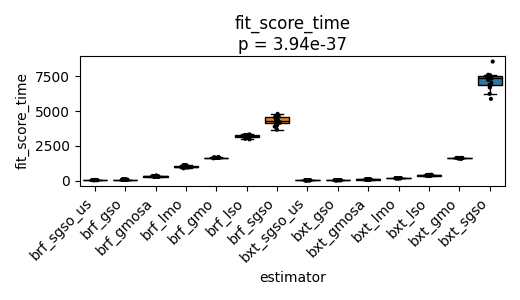 fit_score_time
p = 3.94e-37
fit_score_time
7500
5000
2500
0
brf_sgso_us
brf_gso
brf_gmosa
brf_lmo
brf_gmo
brf_lso
brf_sgso
bxt_sgso_us
bxt_gso
bxt_gmosa
bxt_lmo
bxt_lso
bxt_gmo
bxt_sgso
estimator